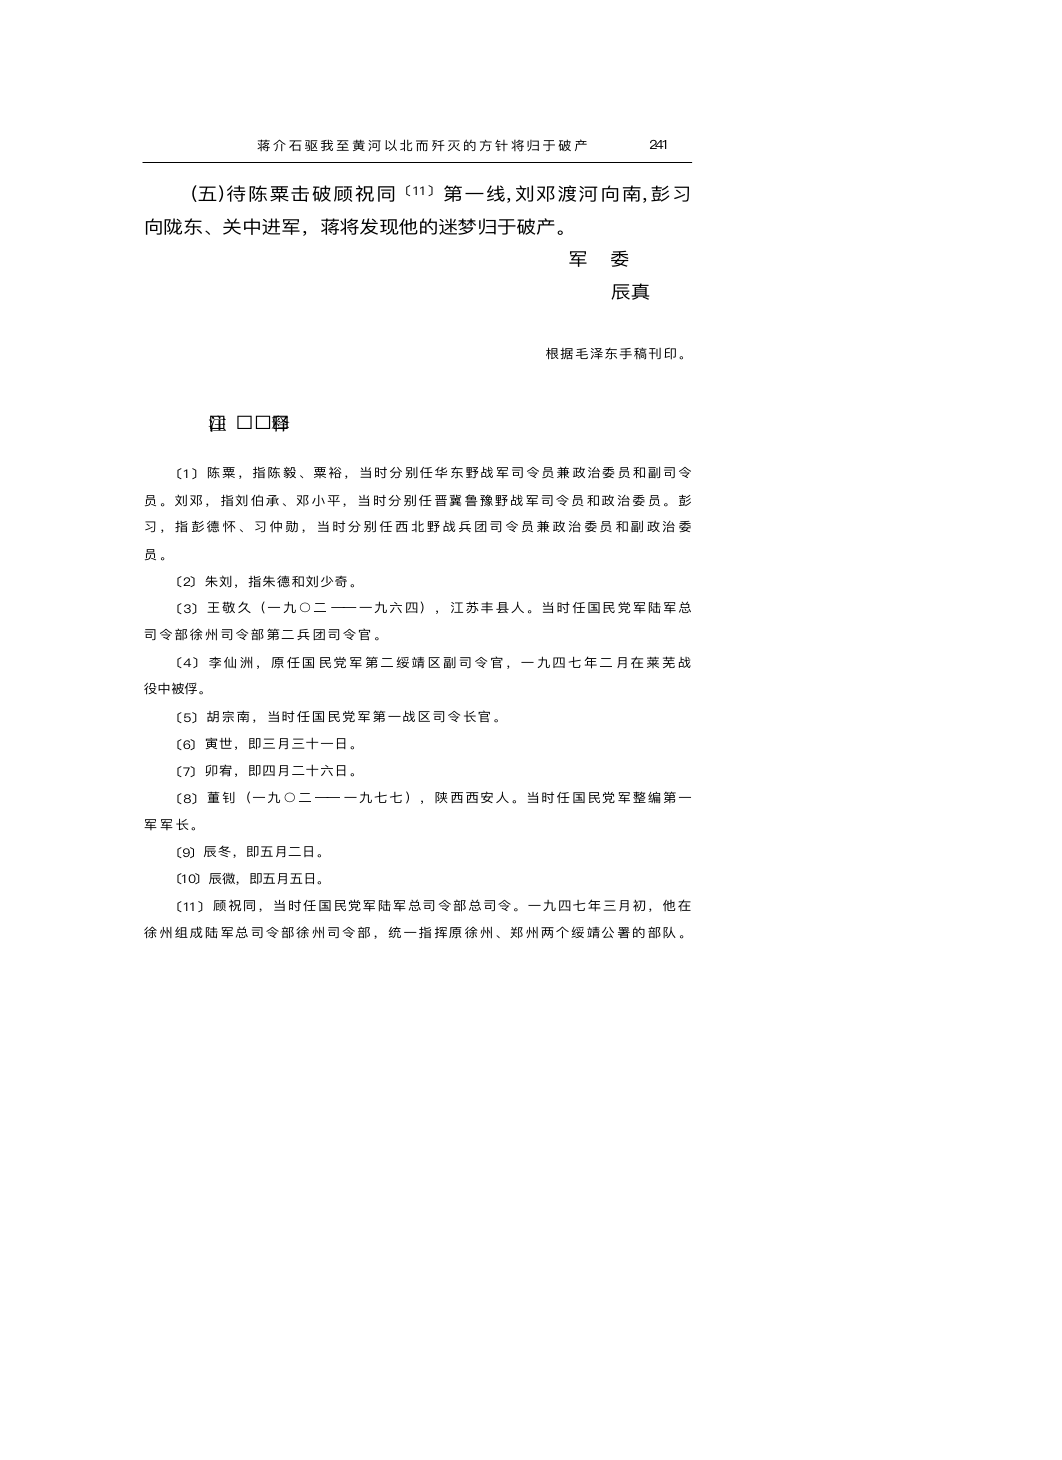 蒋介石驱我至黄河以北而歼灭的方针将归于破产 241
(五)待陈粟击破顾祝同〔11〕第一线,刘邓渡河向南,彭习
向陇东、关中进军，蒋将发现他的迷梦归于破产。
军 委
辰真
根据毛泽东手稿刊印。
注 □□释
〔1〕陈粟，指陈毅、粟裕，当时分别任华东野战军司令员兼政治委员和副司令
员。刘邓，指刘伯承、邓小平，当时分别任晋冀鲁豫野战军司令员和政治委员。彭
习，指彭德怀、习仲勋，当时分别任西北野战兵团司令员兼政治委员和副政治委
员。
〔2〕朱刘，指朱德和刘少奇。
〔3〕王敬久（一九〇二——一九六四），江苏丰县人。当时任国民党军陆军总
司令部徐州司令部第二兵团司令官。
〔4〕李仙洲，原任国民党军第二绥靖区副司令官，一九四七年二月在莱芜战
役中被俘。
〔5〕胡宗南，当时任国民党军第一战区司令长官。
〔6〕寅世，即三月三十一日。
〔7〕卯宥，即四月二十六日。
〔8〕董钊（一九〇二——一九七七），陕西西安人。当时任国民党军整编第一
军军长。
〔9〕辰冬，即五月二日。
〔10〕辰微，即五月五日。
〔11〕顾祝同，当时任国民党军陆军总司令部总司令。一九四七年三月初，他在
徐州组成陆军总司令部徐州司令部，统一指挥原徐州、郑州两个绥靖公署的部队。